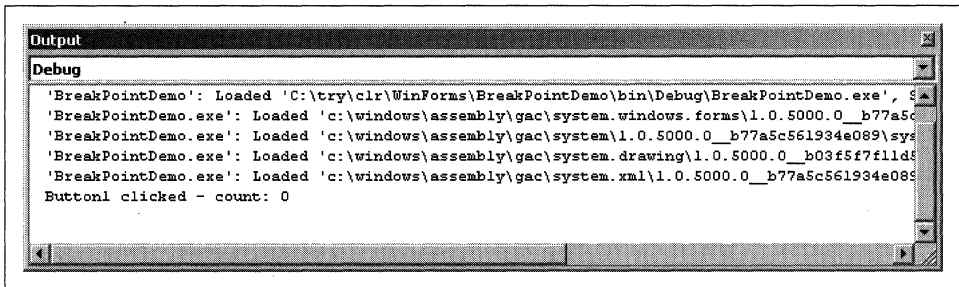 Output
Debug
'BreakPointDemo': Loaded 'C:\try\clr\WinForms\BreakPointDemo\bin\Debug\BreakPointDemo.exe', S
'BreakPointDemo.exe': Loaded 'c:\windows\assembly\gac\system.windows.forms\1.0.5000.0__b77a5c
'BreakPointDemo.exe': Loaded 'c:\windows\assembly\gac\system\1.0.5000.0__b77a5c561934e089\sys
'BreakPointDemo.exe': Loaded 'c:\windows\assembly\gac\system.drawing\1.0.5000.0__b03f5f7f11d5
'BreakPointDemo.exe': Loaded 'c:\windows\assembly\gac\system.xml\1.0.5000.0__b77a5c561934e089
Button1 clicked - count: 0